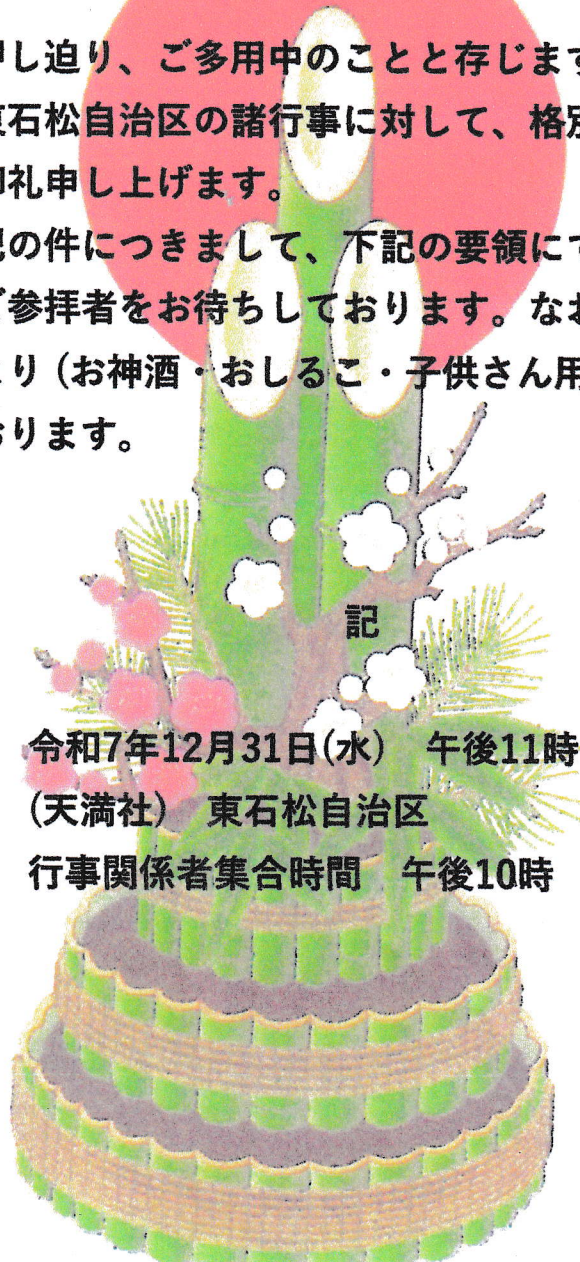 押し迫り、ご多用中のことと存じます
東石松自治区の諸行事に対して、格別
御礼申し上げます。
記の件につきまして、下記の要領にて
ご参拝者をお待ちしております。なお
より(お神酒・おしるこ・子供さん用
おります。
記
令和7年12月31日(水) 午後11時
(天満社) 東石松自治区
行事関係者集合時間 午後10時